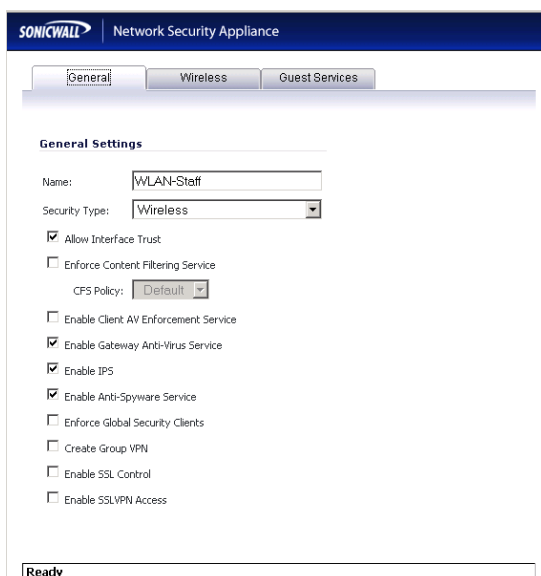 SONICWALL Network Security Appliance
General Wireless Guest Services
General Settings
Name: WLAN-Staff
Security Type: Wireless
Allow Interface Trust
Enforce Content Filtering Service
CFS Policy: Default
Enable Client AV Enforcement Service
Enable Gateway Anti-Virus Service
Enable IPS
Enable Anti-Spyware Service
Enforce Global Security Clients
Create Group VPN
Enable SSL Control
Enable SSLVPN Access
Ready